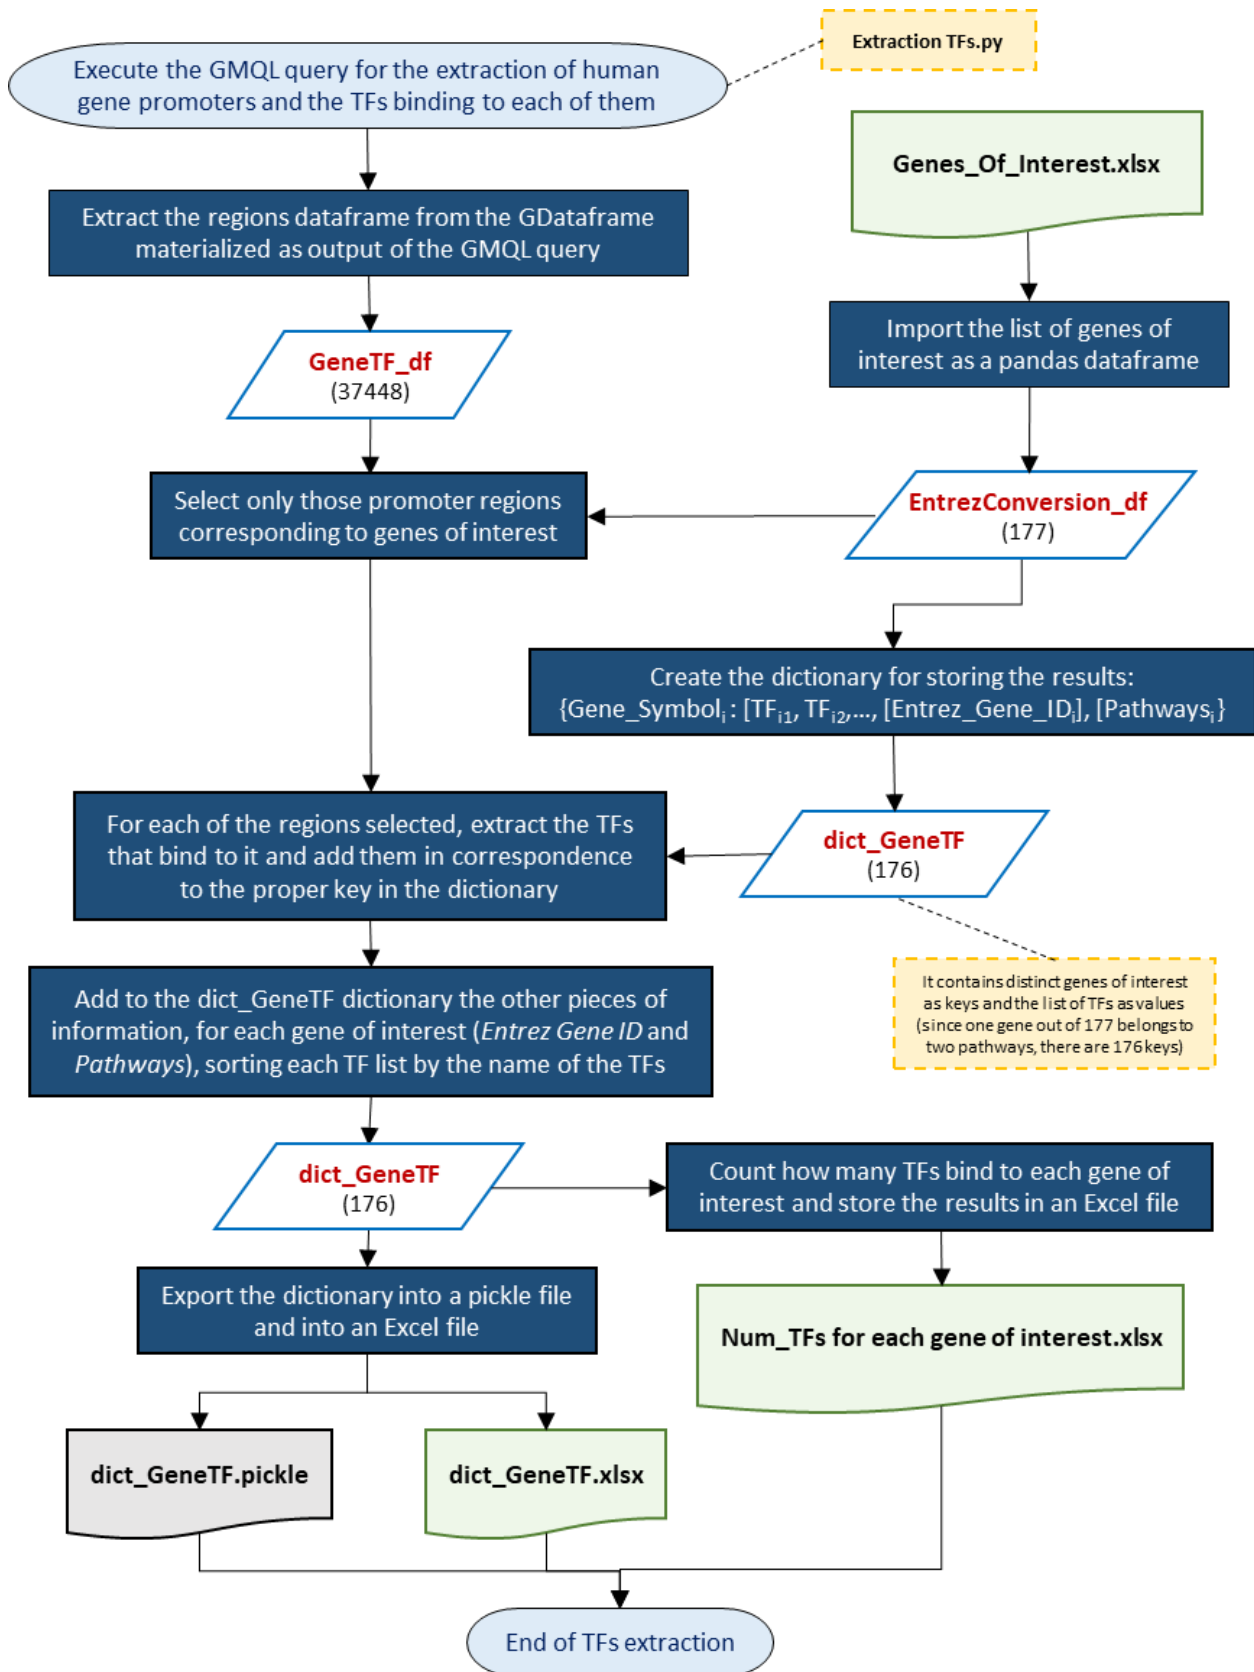 Extraction TFs.py
Execute the GMQL query for the extraction of human
gene promoters and the TFs binding to each of them
Genes_Of_Interest.xlsx
Extract the regions dataframe from the GDataframe
materialized as output of the GMQL query
Import the list of genes of
interest as a pandas dataframe
GeneTF_df
(37448)
Select only those promoter regions
corresponding to genes of interest
EntrezConversion_df
(177)
Create the dictionary for storing the results:
{Gene_Symbolᵢ: [TFᵢ₁, TFᵢ₂,..., [Entrez_Gene_IDᵢ], [Pathwaysᵢ}
For each of the regions selected, extract the TFs
that bind to it and add them in correspondence
to the proper key in the dictionary
dict_GeneTF
(176)
It contains distinct genes of interest
as keys and the list of TFs as values
(since one gene out of 177 belongs to
two pathways, there are 176 keys)
Add to the dict_GeneTF dictionary the other pieces of
information, for each gene of interest (Entrez Gene ID and
Pathways), sorting each TF list by the name of the TFs
dict_GeneTF
(176)
Count how many TFs bind to each gene of
interest and store the results in an Excel file
Export the dictionary into a pickle file
and into an Excel file
Num_TFs for each gene of interest.xlsx
dict_GeneTF.pickle
dict_GeneTF.xlsx
End of TFs extraction